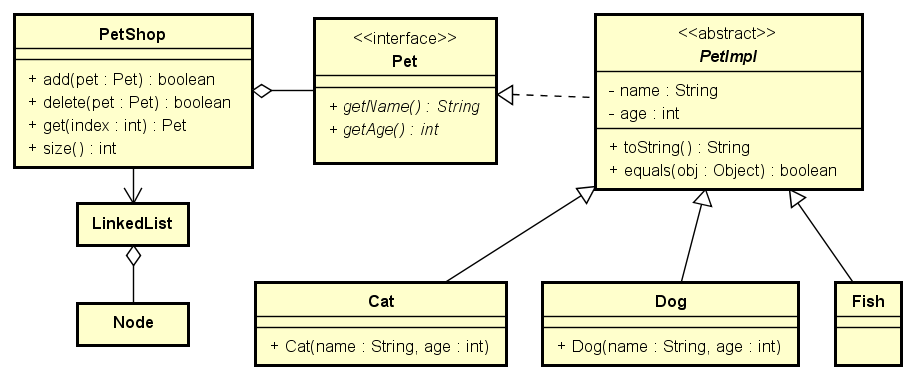 PetShop
+ add(pet : Pet) : boolean
+ delete(pet : Pet) : boolean
+ get(index : int) : Pet
+ size() : int
<<interface>>
Pet
+ getName() : String
+ getAge() : int
<<abstract>>
PetImpl
- name : String
- age : int
+ toString() : String
+ equals(obj : Object) : boolean
LinkedList
Node
Cat
+ Cat(name : String, age : int)
Dog
+ Dog(name : String, age : int)
Fish